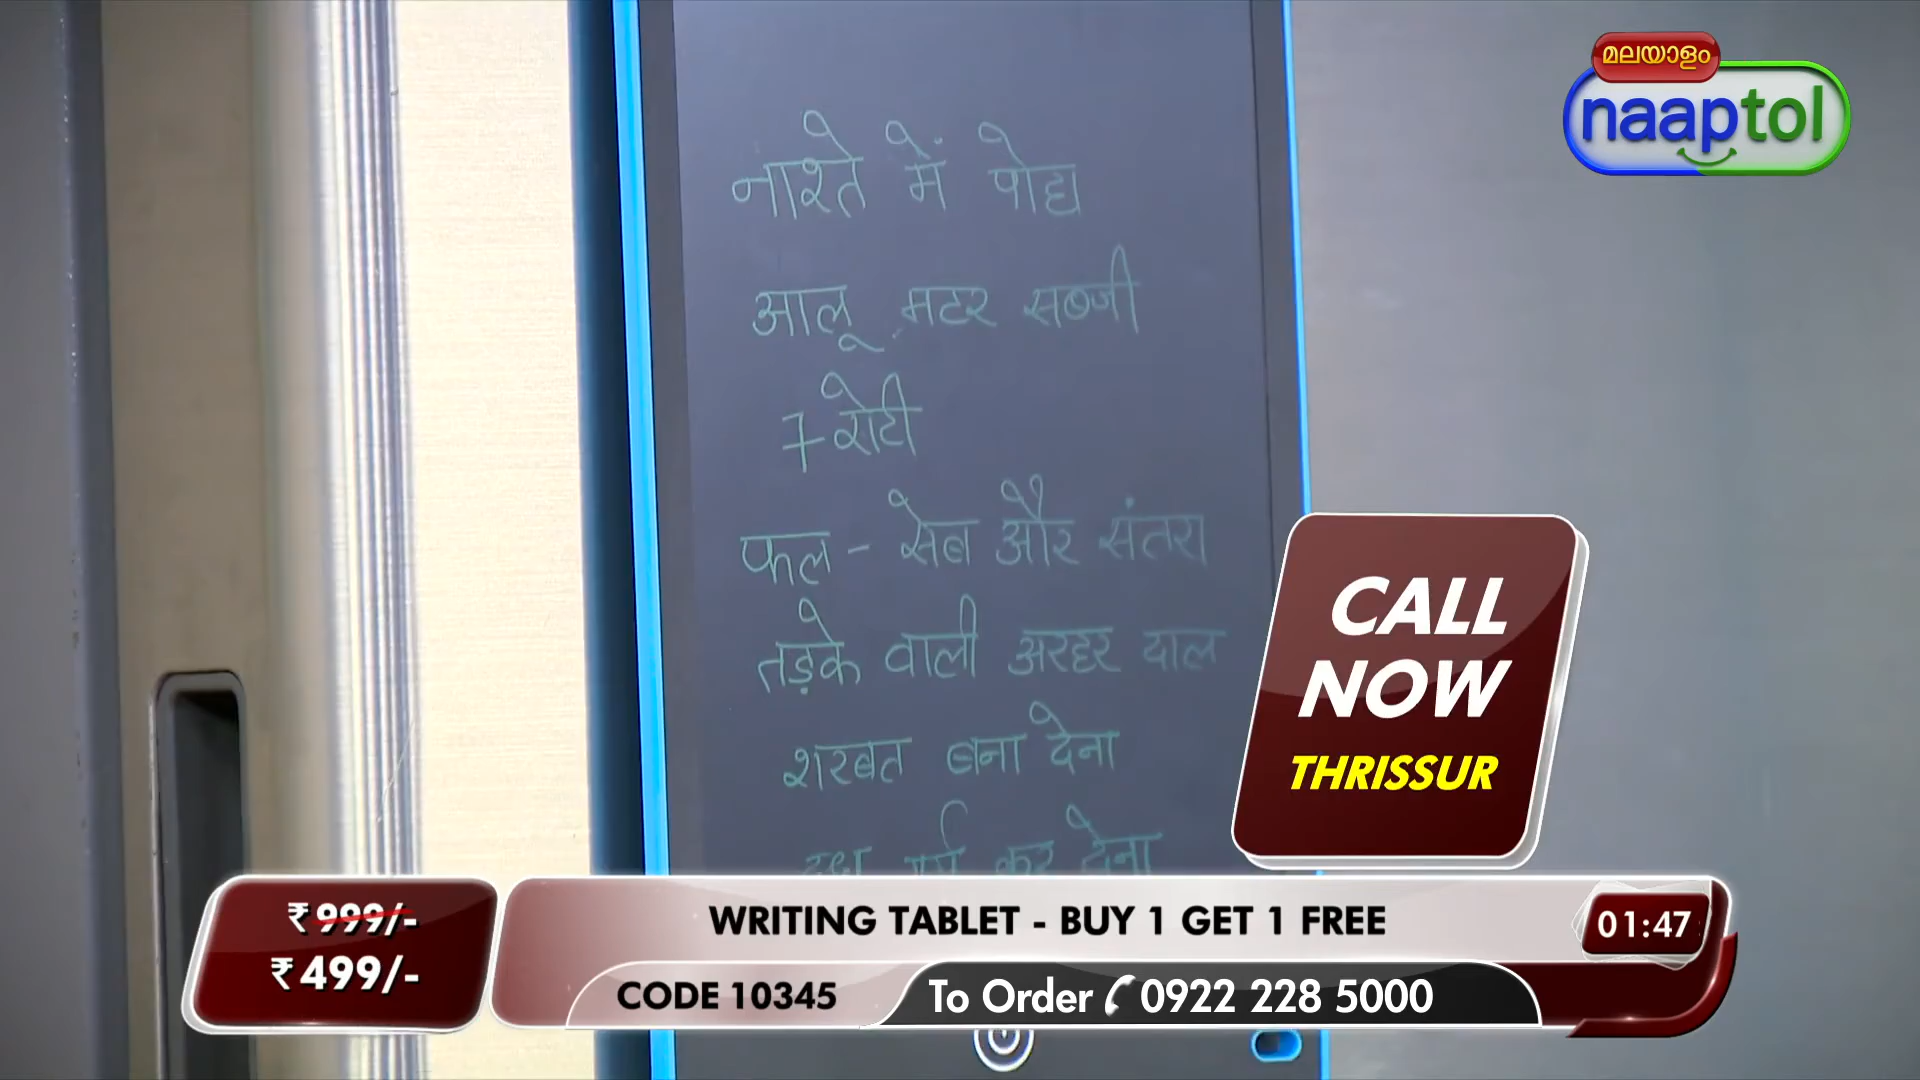 മലയാളം
naaptol
नाश्ते में पोहा
आलू मटर सब्जी
7 रोटी
फल - सेब और संतरा
तड़के वाली अरहर दाल
शरबत बना देना
कर देना
CALL
NOW
THRISSUR
₹999/-
₹499/-
WRITING TABLET - BUY 1 GET 1 FREE
01:47
CODE 10345
To Order 0922 228 5000